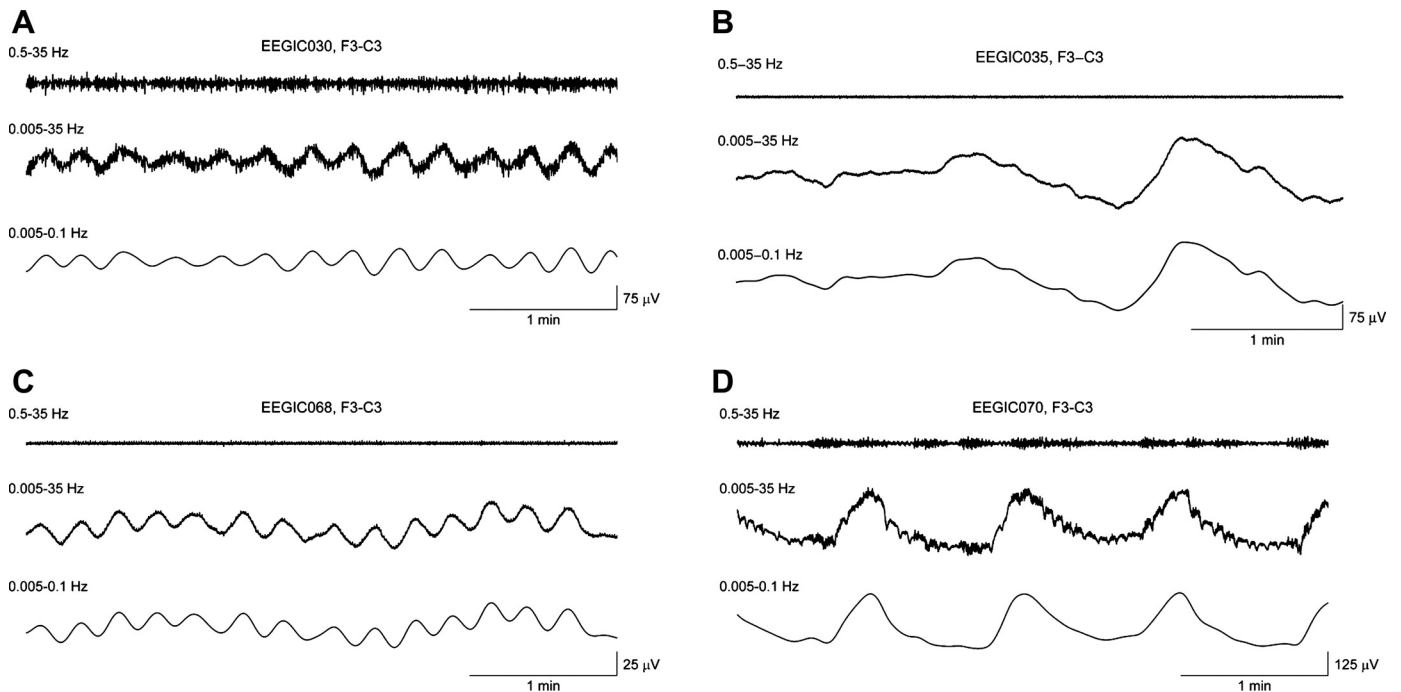 A
EEGIC030, F3-C3
0.5-35 Hz
0.005-35 Hz
0.005-0.1 Hz
75 μV
1 min
B
EEGIC035, F3–C3
0.5–35 Hz
0.005–35 Hz
0.005–0.1 Hz
75 μV
1 min
C
EEGIC068, F3-C3
0.5-35 Hz
0.005-35 Hz
0.005-0.1 Hz
25 μV
1 min
D
EEGIC070, F3-C3
0.5-35 Hz
0.005-35 Hz
0.005-0.1 Hz
125 μV
1 min